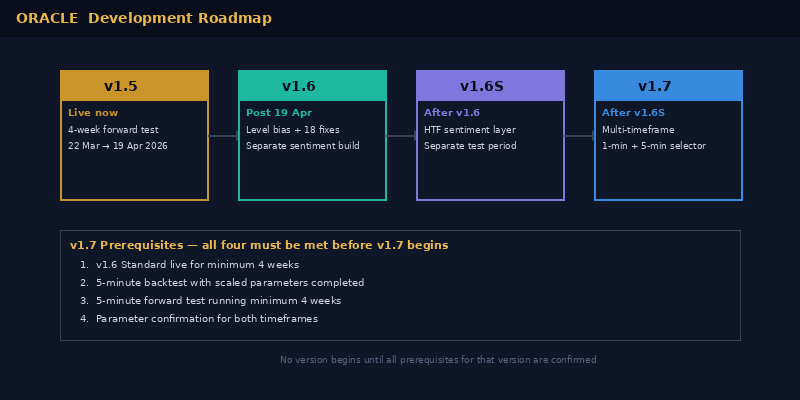 ORACLE Development Roadmap
v1.5
Live now
4-week forward test
22 Mar → 19 Apr 2026
v1.6
Post 19 Apr
Level bias + 18 fixes
Separate sentiment build
v1.6S
After v1.6
HTF sentiment layer
Separate test period
v1.7
After v1.6S
Multi-timeframe
1-min + 5-min selector
v1.7 Prerequisites — all four must be met before v1.7 begins
1. v1.6 Standard live for minimum 4 weeks
2. 5-minute backtest with scaled parameters completed
3. 5-minute forward test running minimum 4 weeks
4. Parameter confirmation for both timeframes
No version begins until all prerequisites for that version are confirmed